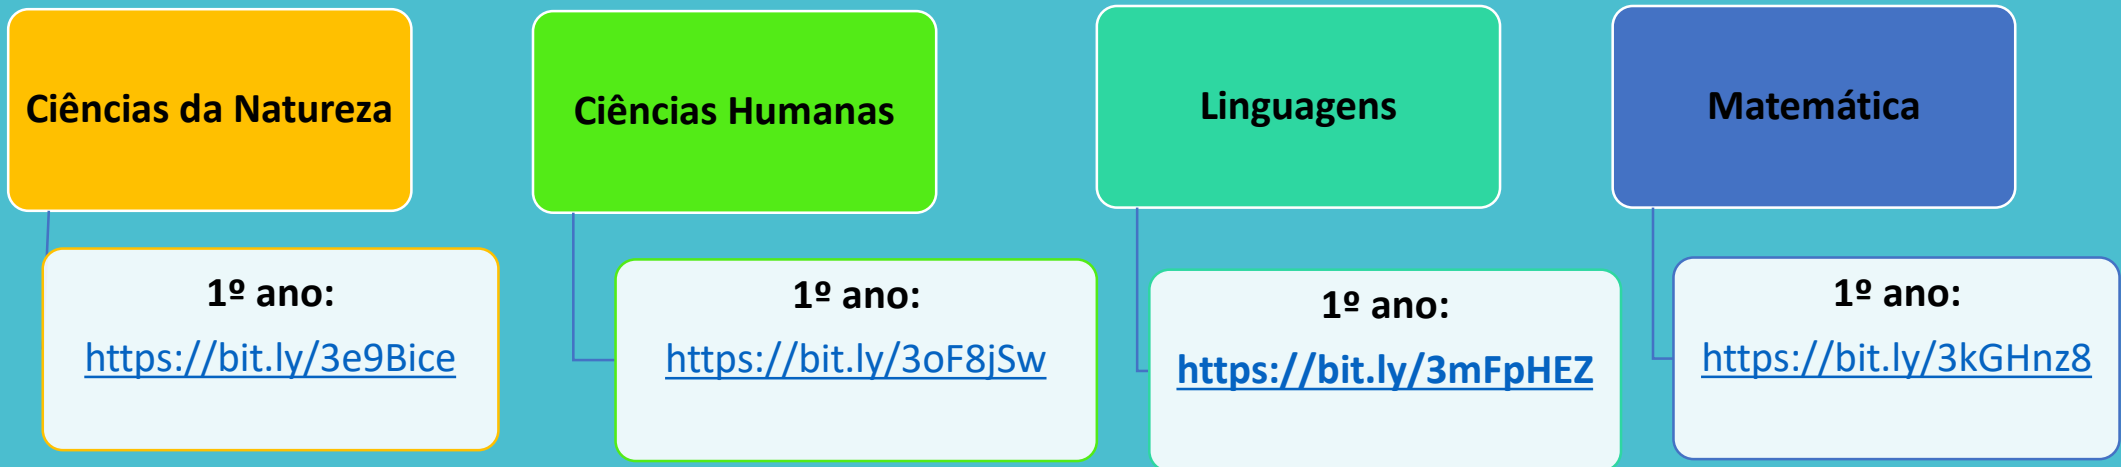 Ciências da Natureza
1º ano:
https://bit.ly/3e9Bice
Ciências Humanas
1º ano:
https://bit.ly/3oF8jSw
Linguagens
1º ano:
https://bit.ly/3mFpHEZ
Matemática
1º ano:
https://bit.ly/3kGHnz8